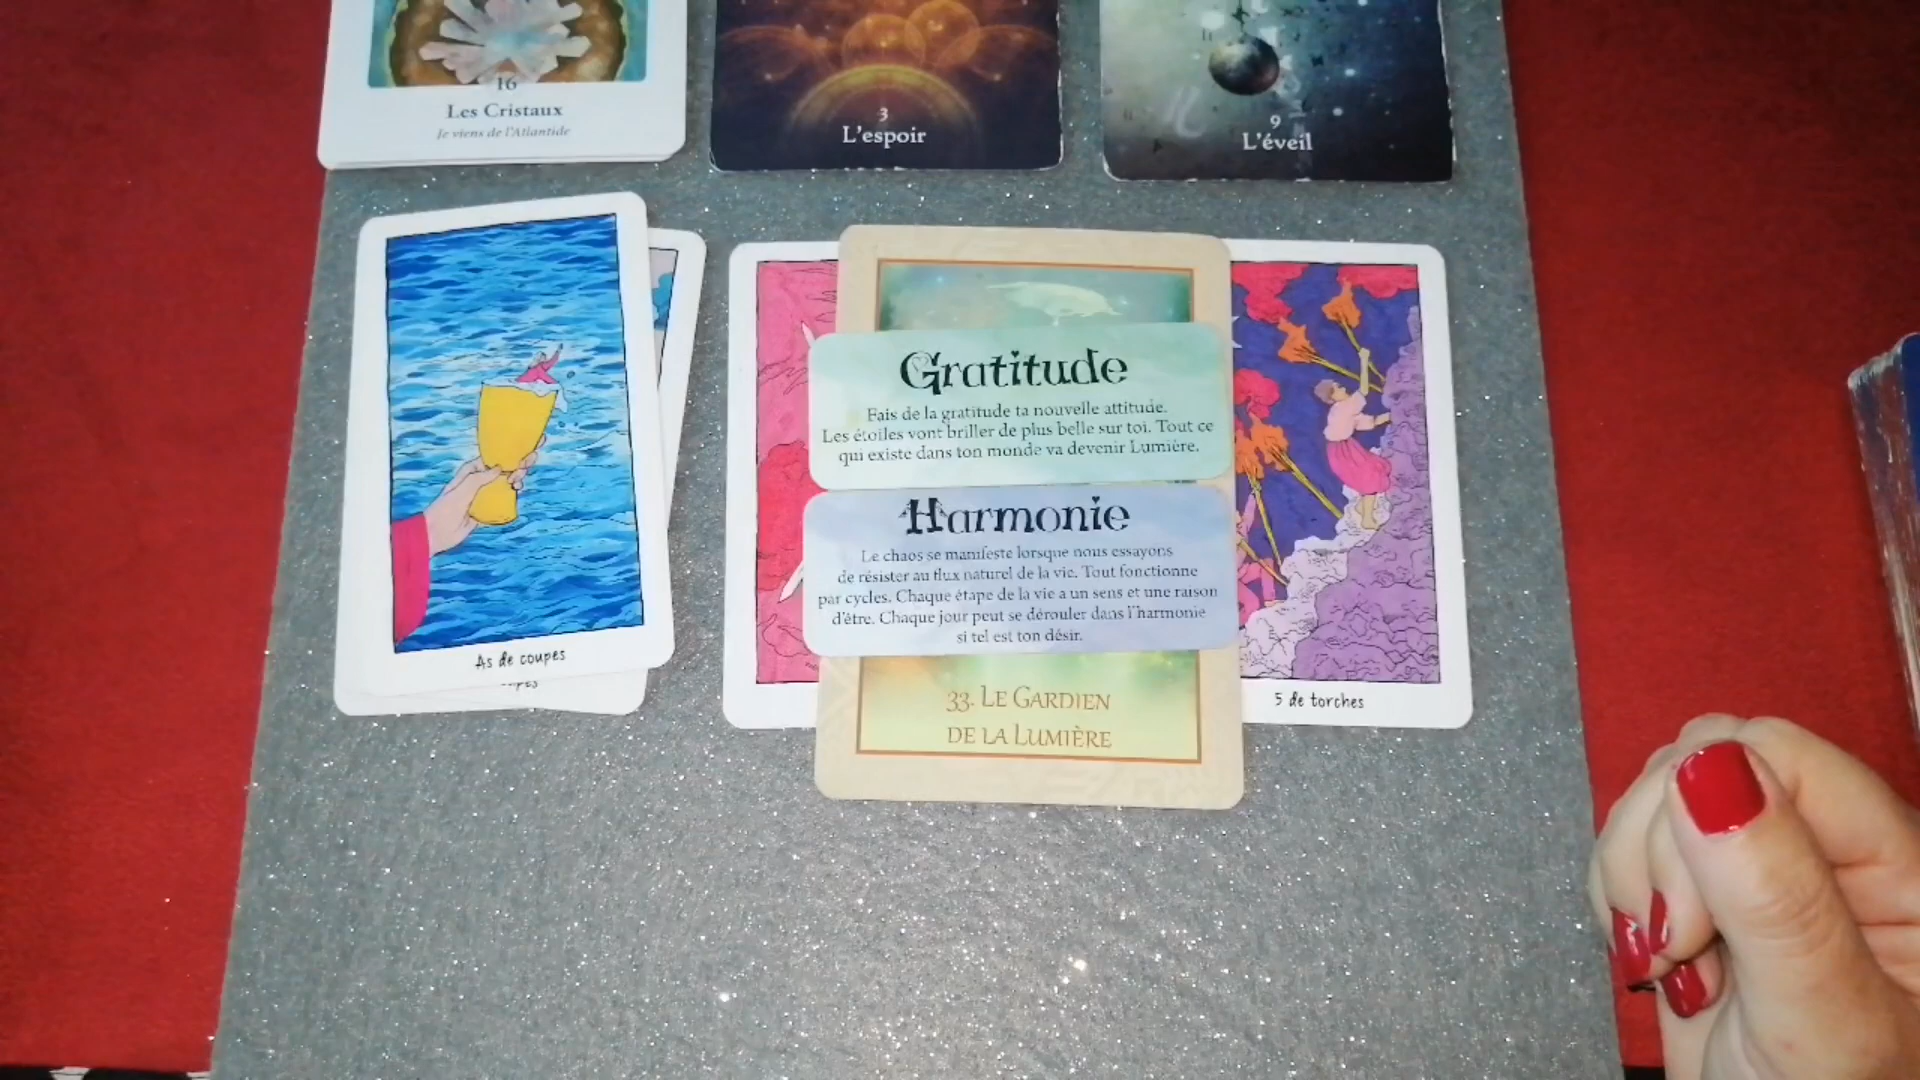 16
Les Cristaux
Je viens de l'Atlantide
3
L'espoir
9
L'éveil
As de coupes
Gratitude
Fais de la gratitude ta nouvelle attitude.
Les étoiles vont briller de plus belle sur toi. Tout ce
qui existe dans ton monde va devenir Lumière.
Harmonie
Le chaos se manifeste lorsque nous essayons
de résister au flux naturel de la vie. Tout fonctionne
par cycles. Chaque étape de la vie a un sens et une raison
d'être. Chaque jour peut se dérouler dans l'harmonie
si tel est ton désir.
33. LE GARDIEN
DE LA LUMIÈRE
5 de torches